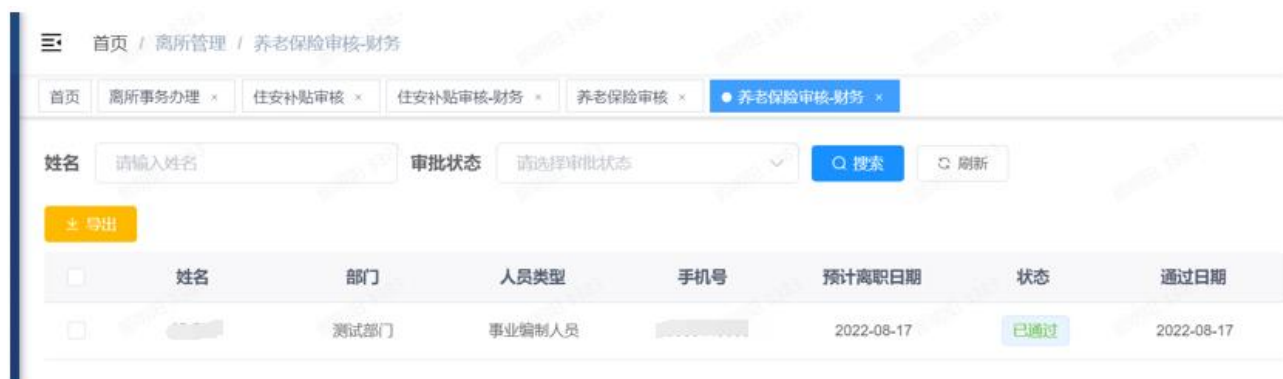 首页 / 离所管理 / 养老保险审核-财务
首页 离所事务办理 × 住安补贴审核 × 住安补贴审核-财务 × 养老保险审核 × 养老保险审核-财务 ×
姓名 请输入姓名 审批状态 请选择审批状态 搜索 刷新
导出
姓名 部门 人员类型 手机号 预计离职日期 状态 通过日期
测试部门 事业编制人员 2022-08-17 已通过 2022-08-17